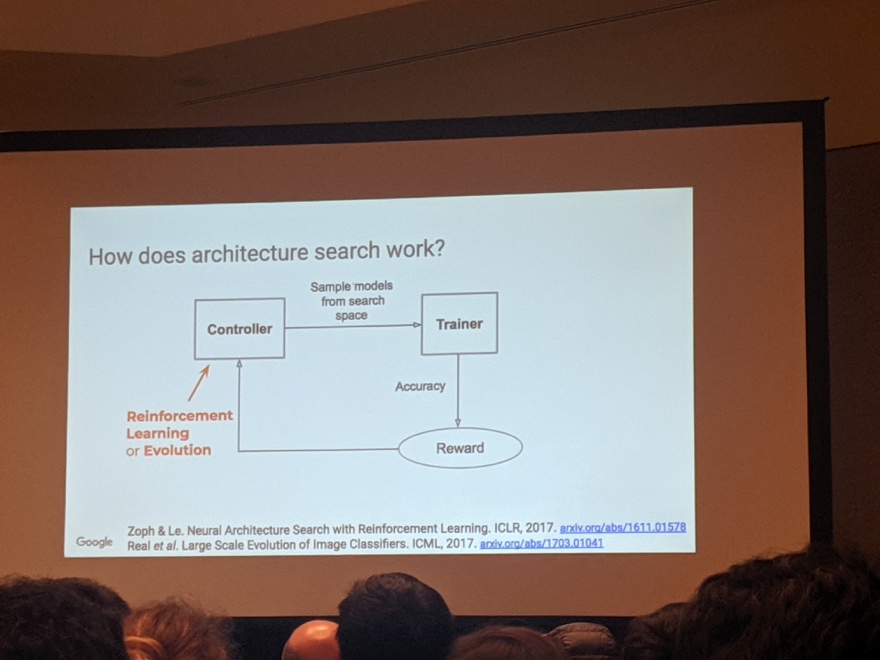 How does architecture search work?
Sample models
from search
space
Controller
Trainer
Accuracy
Reinforcement
Learning
or Evolution
Reward
Zoph & Le. Neural Architecture Search with Reinforcement Learning. ICLR, 2017. arxiv.org/abs/1611.01578
Google
Real et al. Large Scale Evolution of Image Classifiers. ICML, 2017. arxiv.org/abs/1703.01041